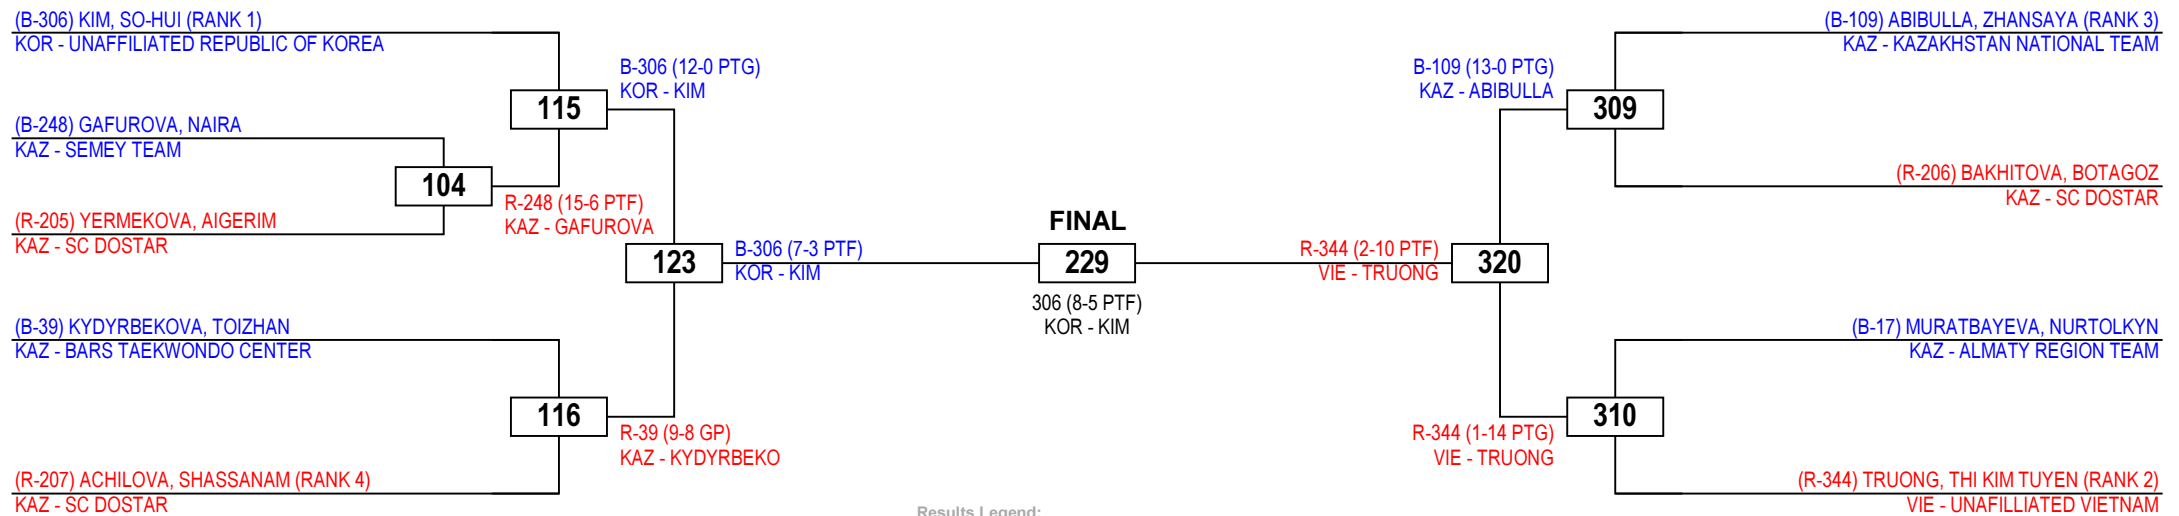 (B-306) KIM, SO-HUI (RANK 1)
KOR - UNAFFILIATED REPUBLIC OF KOREA
(B-248) GAFUROVA, NAIRA
KAZ - SEMEY TEAM
(R-205) YERMEKOVA, AIGERIM
KAZ - SC DOSTAR
(B-39) KYDYRBEKOVA, TOIZHAN
KAZ - BARS TAEKWONDO CENTER
(R-207) ACHILOVA, SHASSANAM (RANK 4)
KAZ - SC DOSTAR
104
R-248 (15-6 PTF)
KAZ - GAFUROVA
115
B-306 (12-0 PTG)
KOR - KIM
116
R-39 (9-8 GP)
KAZ - KYDYRBEKO
123
B-306 (7-3 PTF)
KOR - KIM
FINAL
229
306 (8-5 PTF)
KOR - KIM
R-344 (2-10 PTF)
VIE - TRUONG
320
B-109 (13-0 PTG)
KAZ - ABIBULLA
309
R-344 (1-14 PTG)
VIE - TRUONG
310
(B-109) ABIBULLA, ZHANSAYA (RANK 3)
KAZ - KAZAKHSTAN NATIONAL TEAM
(R-206) BAKHITOVA, BOTAGOZ
KAZ - SC DOSTAR
(B-17) MURATBAYEVA, NURTOLKYN
KAZ - ALMATY REGION TEAM
(R-344) TRUONG, THI KIM TUYEN (RANK 2)
VIE - UNAFILLIATED VIETNAM
Results Legend: